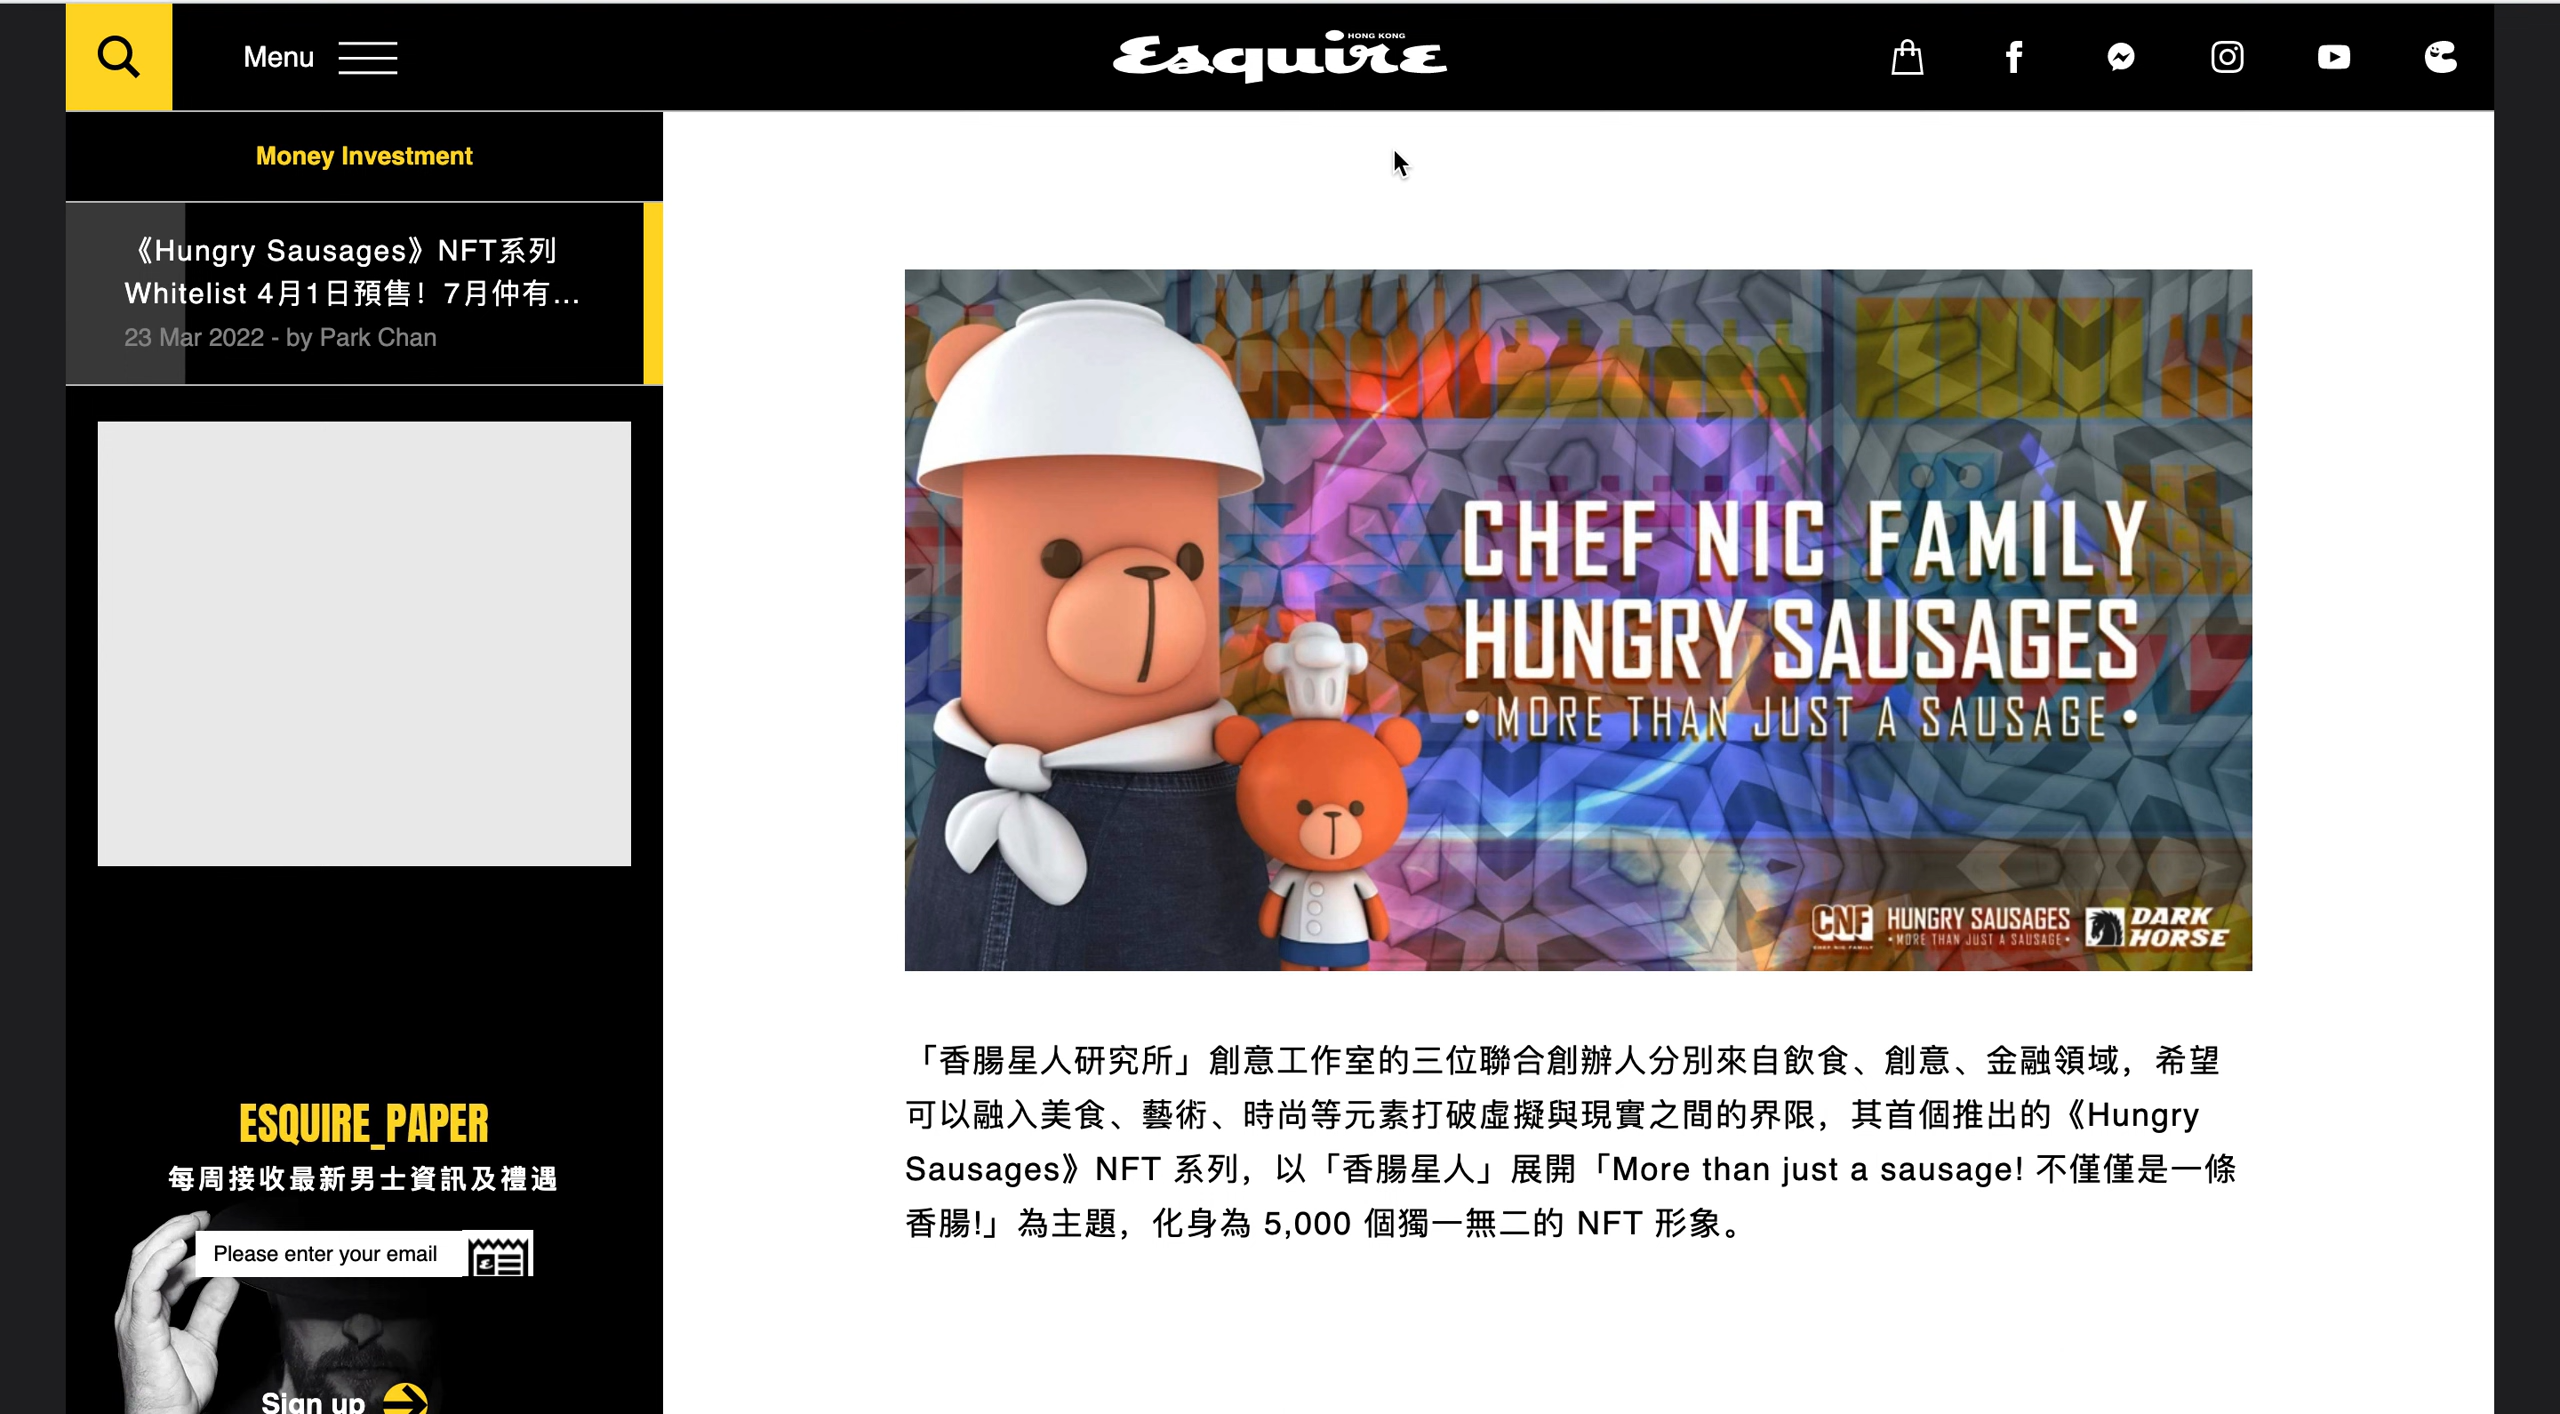 Menu
Esquire
HONG KONG
Money Investment
《Hungry Sausages》NFT系列
Whitelist 4月1日預售！7月仲有...
23 Mar 2022 - by Park Chan
CHEF NIC FAMILY
HUNGRY SAUSAGES
•MORE THAN JUST A SAUSAGE•
CNF
CHEF NIC FAMILY
HUNGRY SAUSAGES
•MORE THAN JUST A SAUSAGE•
DARK
HORSE
「香腸星人研究所」創意工作室的三位聯合創辦人分別來自飲食、創意、金融領域，希望
可以融入美食、藝術、時尚等元素打破虛擬與現實之間的界限，其首個推出的《Hungry
Sausages》NFT 系列，以「香腸星人」展開「More than just a sausage! 不僅僅是一條
香腸!」為主題，化身為 5,000 個獨一無二的 NFT 形象。
ESQUIRE_PAPER
每周接收最新男士資訊及禮遇
Please enter your email
Sign up